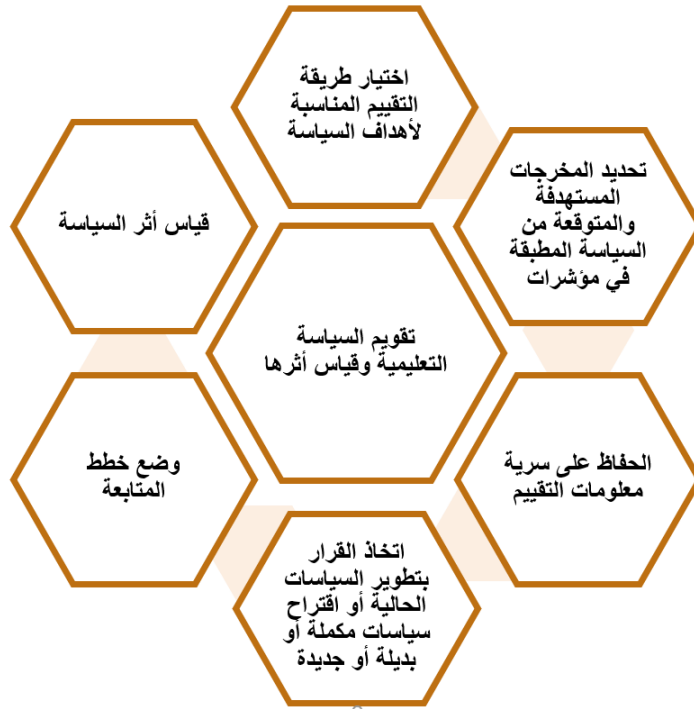 اختيار طريقة
التقييم المناسبة
لأهداف السياسة
تحديد المخرجات
المستهدفة
والمتوقعة من
السياسة المطبقة
في مؤشرات
قياس أثر السياسة
تقويم السياسة
التعليمية وقياس أثرها
الحفاظ على سرية
معلومات التقييم
وضع خطط
المتابعة
اتخاذ القرار
بتطوير السياسات
الحالية أو اقتراح
سياسات مكملة أو
بديلة أو جديدة